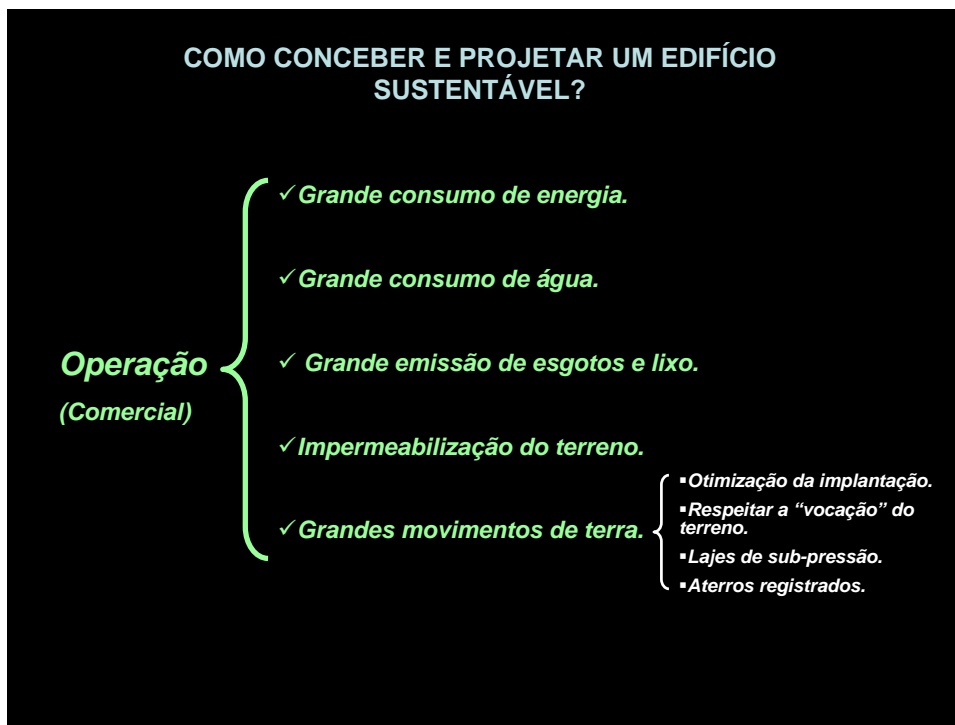 COMO CONCEBER E PROJETAR UM EDIFÍCIO
SUSTENTÁVEL?
✓Grande consumo de energia.
✓Grande consumo de água.
Operação
(Comercial)
✓ Grande emissão de esgotos e lixo.
✓Impermeabilização do terreno.
✓Grandes movimentos de terra.
▪Otimização da implantação.
▪Respeitar a “vocação” do
terreno.
▪Lajes de sub-pressão.
▪Aterros registrados.